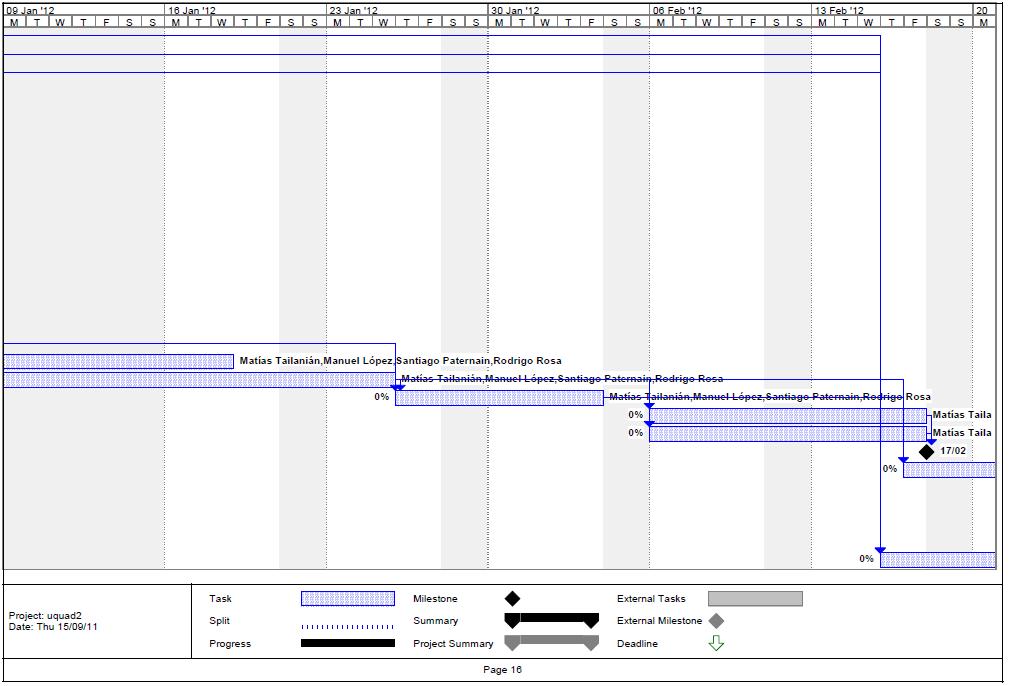 09 Jan '12 16 Jan '12 23 Jan '12 30 Jan '12 06 Feb '12 13 Feb '12 20
M T W T F S S M T W T F S S M T W T F S S M T W T F S S M T W T F S S M T W T F S S M
Matías Tailanián,Manuel López,Santiago Paternain,Rodrigo Rosa
Matías Tailanián,Manuel López,Santiago Paternain,Rodrigo Rosa
0% Matías Tailanián,Manuel López,Santiago Paternain,Rodrigo Rosa
0% Matías Taila
0% Matías Taila
17/02
0%
0%
Project: uquad2
Date: Thu 15/09/11
Task Milestone External Tasks
Split Summary External Milestone
Progress Project Summary Deadline
Page 16